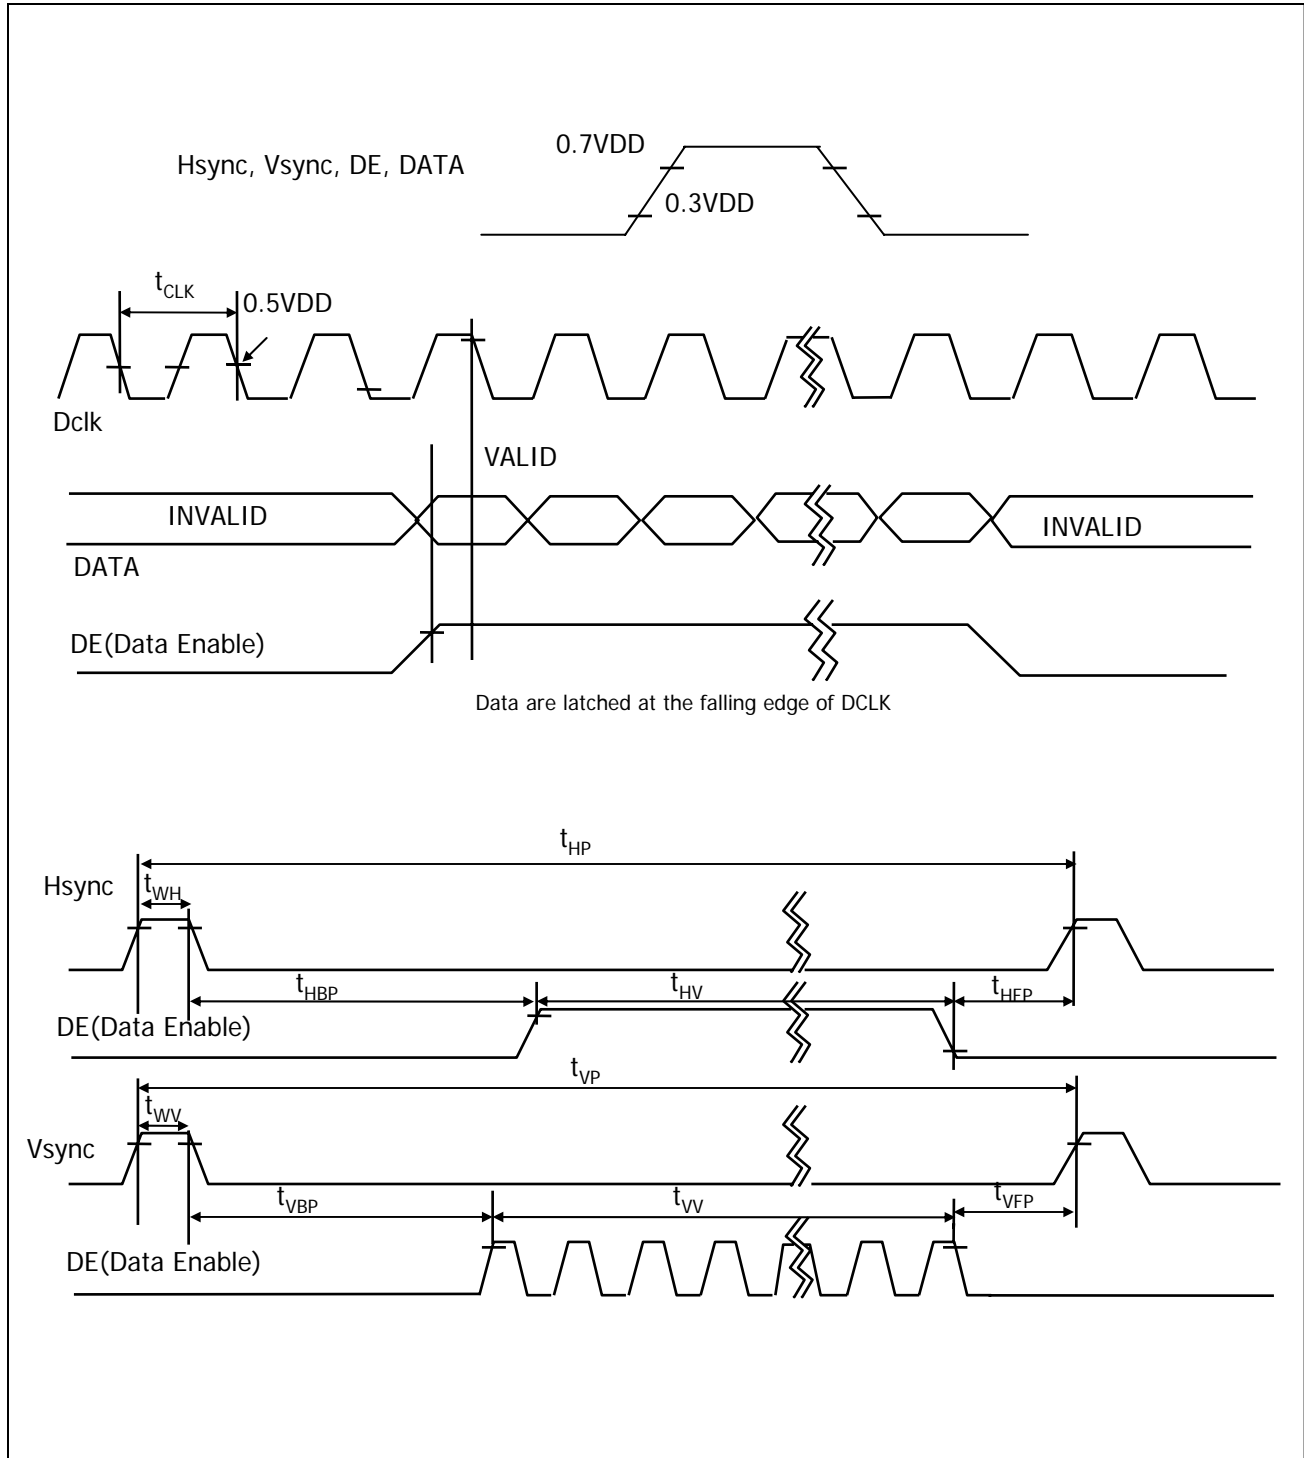 0.7VDD
Hsync, Vsync, DE, DATA
0.3VDD
tCLK
0.5VDD
Dclk
VALID
INVALID
INVALID
DATA
DE(Data Enable)
Data are latched at the falling edge of DCLK
tHP
Hsync
tWH
tHBP
tHV
tHFP
DE(Data Enable)
tVP
tWV
Vsync
tVBP
tVV
tVFP
DE(Data Enable)